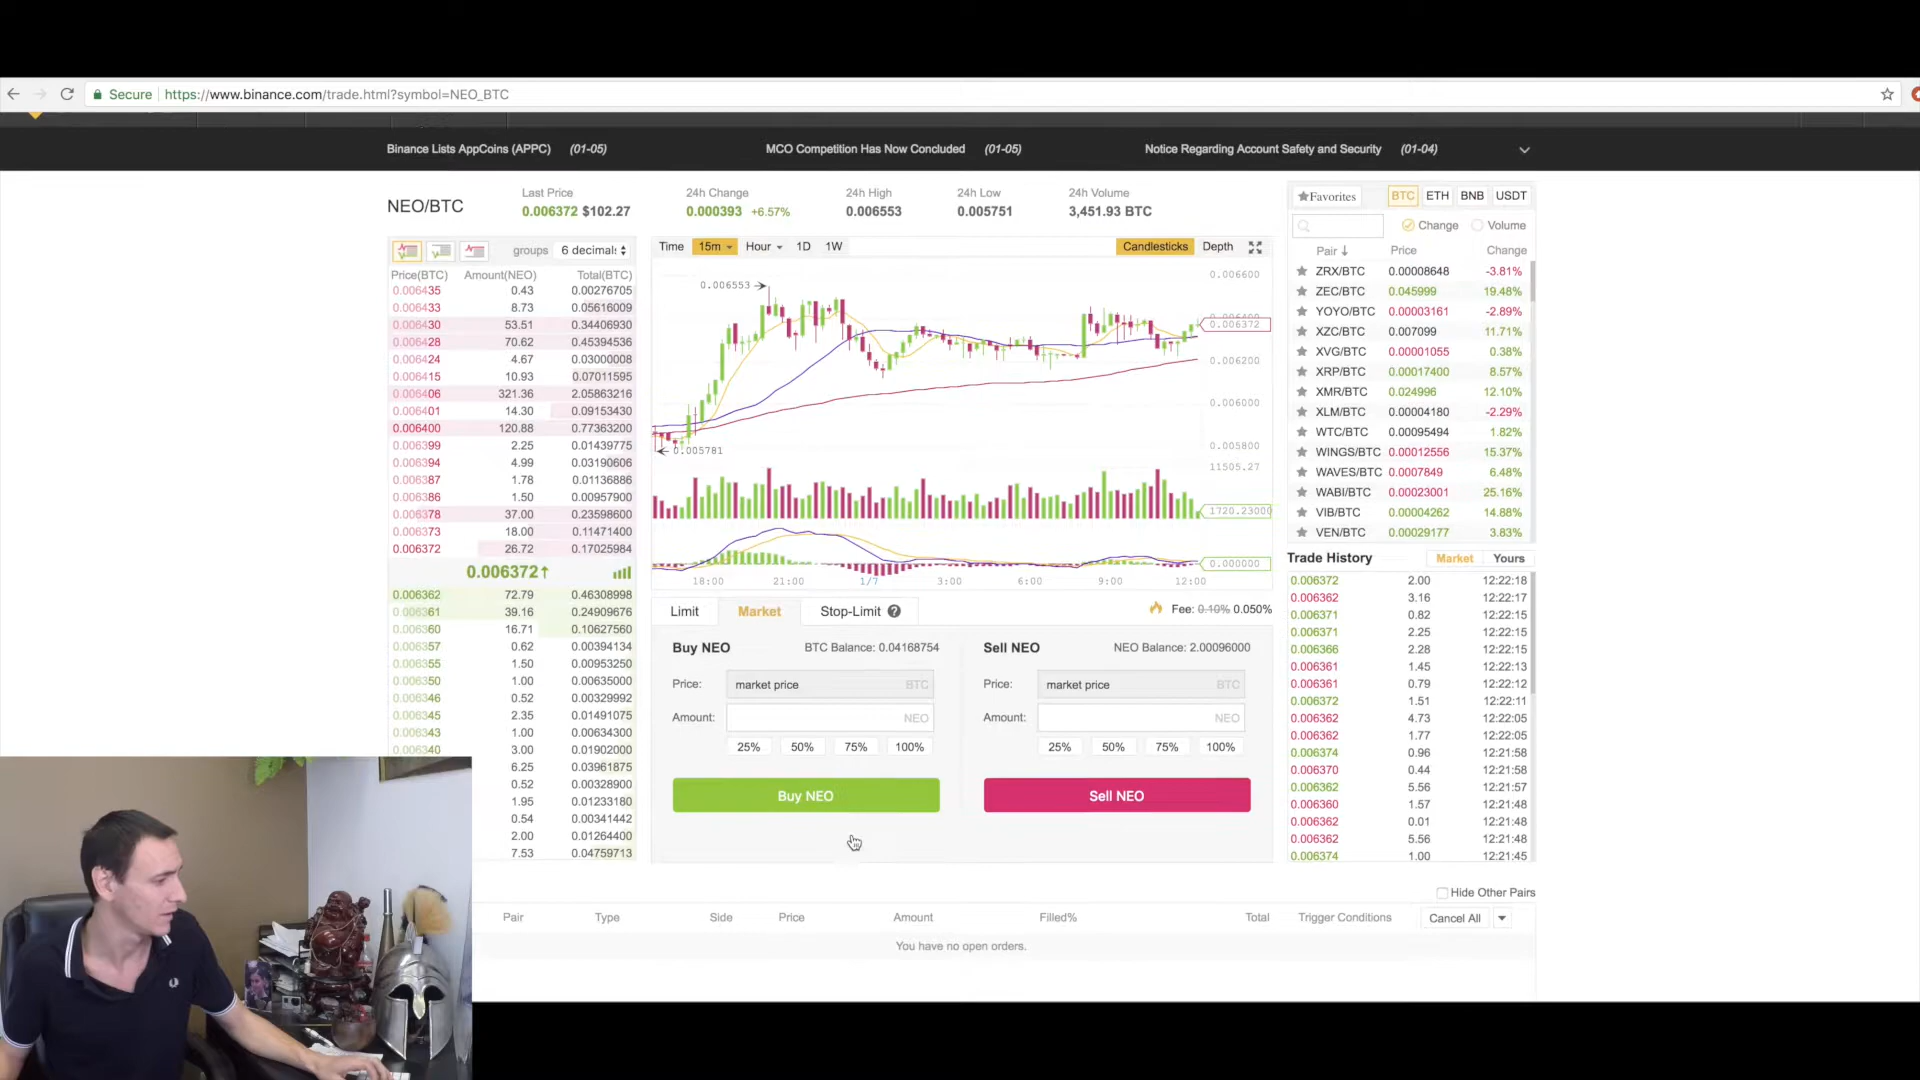 Secure https://www.binance.com/trade.html?symbol=NEO_BTC
Binance Lists AppCoins (APPC) (01-05) MCO Competition Has Now Concluded (01-05) Notice Regarding Account Safety and Security (01-04)
NEO/BTC
Last Price 24h Change 24h High 24h Low 24h Volume
0.006372 $102.27 0.000393 +6.57% 0.006553 0.005751 3,451.93 BTC
groups 6 decimals
Price(BTC) Amount(NEO) Total(BTC)
0.006435 0.43 0.00276705
0.006433 8.73 0.05616009
0.006430 53.51 0.34406930
0.006428 70.62 0.45394536
0.006424 4.67 0.03000008
0.006415 10.93 0.07011595
0.006406 321.36 2.05863216
0.006401 14.30 0.09153430
0.006400 120.88 0.77363200
0.006399 2.25 0.01439775
0.006394 4.99 0.03190606
0.006387 1.78 0.01136886
0.006386 1.50 0.00957900
0.006378 37.00 0.23598600
0.006373 18.00 0.11471400
0.006372 26.72 0.17025984
0.006372
0.006362 72.79 0.46308998
0.006361 39.16 0.24909676
0.006360 16.71 0.10627560
0.006357 0.62 0.00394134
0.006355 1.50 0.00953250
0.006350 1.00 0.00635000
0.006346 0.52 0.00329992
0.006345 2.35 0.01491075
0.006343 1.00 0.00634300
0.006340 3.00 0.01902000
6.25 0.03961875
0.52 0.00328900
1.95 0.01233180
0.54 0.00341442
2.00 0.01264400
7.53 0.04759713
Time 15m Hour 1D 1W Candlesticks Depth
0.006600
0.006553
0.006372
0.006200
0.006000
0.005800
0.005781
11505.27
1720.23000
0.000000
18:00 21:00 1/7 3:00 6:00 9:00 12:00
Limit Market Stop-Limit ? Fee: 0.10% 0.050%
Buy NEO BTC Balance: 0.04168754
Price: market price BTC
Amount: NEO
25% 50% 75% 100%
Buy NEO
Sell NEO NEO Balance: 2.00096000
Price: market price BTC
Amount: NEO
25% 50% 75% 100%
Sell NEO
Favorites BTC ETH BNB USDT
Change Volume
Pair Price Change
ZRX/BTC 0.00008648 -3.81%
ZEC/BTC 0.045999 19.48%
YOYO/BTC 0.00003161 -2.89%
XZC/BTC 0.007099 11.71%
XVG/BTC 0.00001055 0.38%
XRP/BTC 0.00017400 8.57%
XMR/BTC 0.024996 12.10%
XLM/BTC 0.00004180 -2.29%
WTC/BTC 0.00095494 1.82%
WINGS/BTC 0.00012556 15.37%
WAVES/BTC 0.0007849 6.48%
WABI/BTC 0.00023001 25.16%
VIB/BTC 0.00004262 14.88%
VEN/BTC 0.00029177 3.83%
Trade History Market Yours
0.006372 2.00 12:22:18
0.006362 3.16 12:22:17
0.006371 0.82 12:22:15
0.006371 2.25 12:22:15
0.006366 2.28 12:22:15
0.006361 1.45 12:22:13
0.006361 0.79 12:22:12
0.006372 1.51 12:22:11
0.006362 4.73 12:22:05
0.006362 1.77 12:22:05
0.006374 0.96 12:21:58
0.006370 0.44 12:21:58
0.006362 5.56 12:21:57
0.006360 1.57 12:21:48
0.006362 0.01 12:21:48
0.006362 5.56 12:21:48
0.006374 1.00 12:21:45
Hide Other Pairs
Pair Type Side Price Amount Filled% Total Trigger Conditions Cancel All
You have no open orders.